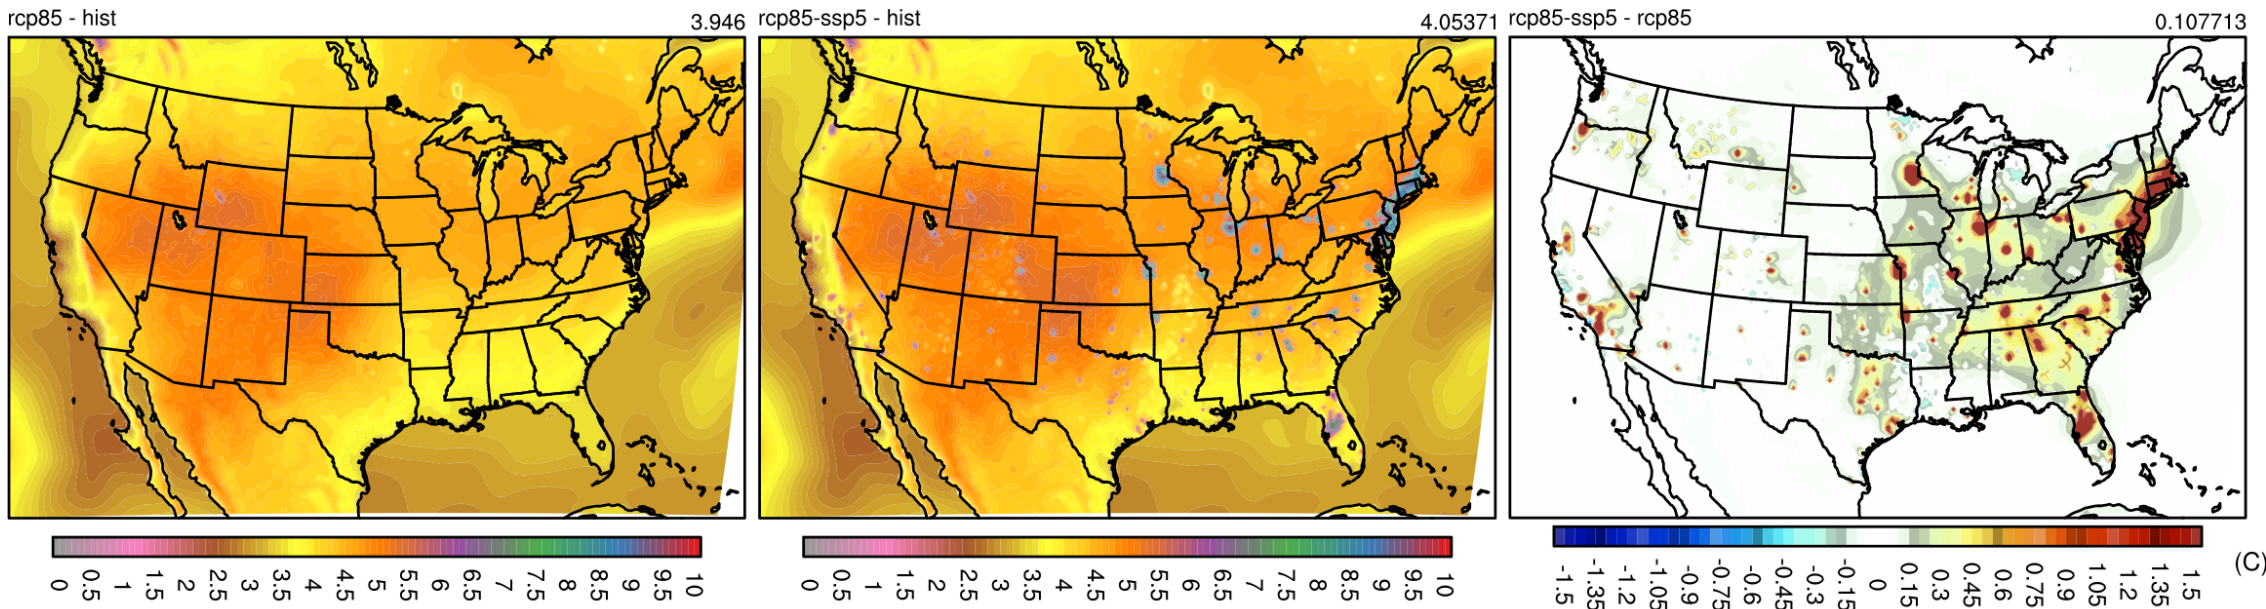 rcp85 - hist 3.946
rcp85-ssp5 - hist 4.05371
rcp85-ssp5 - rcp85 0.107713
0 0.5 1 1.5 2 2.5 3 3.5 4 4.5 5 5.5 6 6.5 7 7.5 8 8.5 9 9.5 10
0 0.5 1 1.5 2 2.5 3 3.5 4 4.5 5 5.5 6 6.5 7 7.5 8 8.5 9 9.5 10
-1.5 -1.35 -1.2 -1.05 -0.9 -0.75 -0.6 -0.45 -0.3 -0.15 0 0.15 0.3 0.45 0.6 0.75 0.9 1.05 1.2 1.35 1.5
(C)